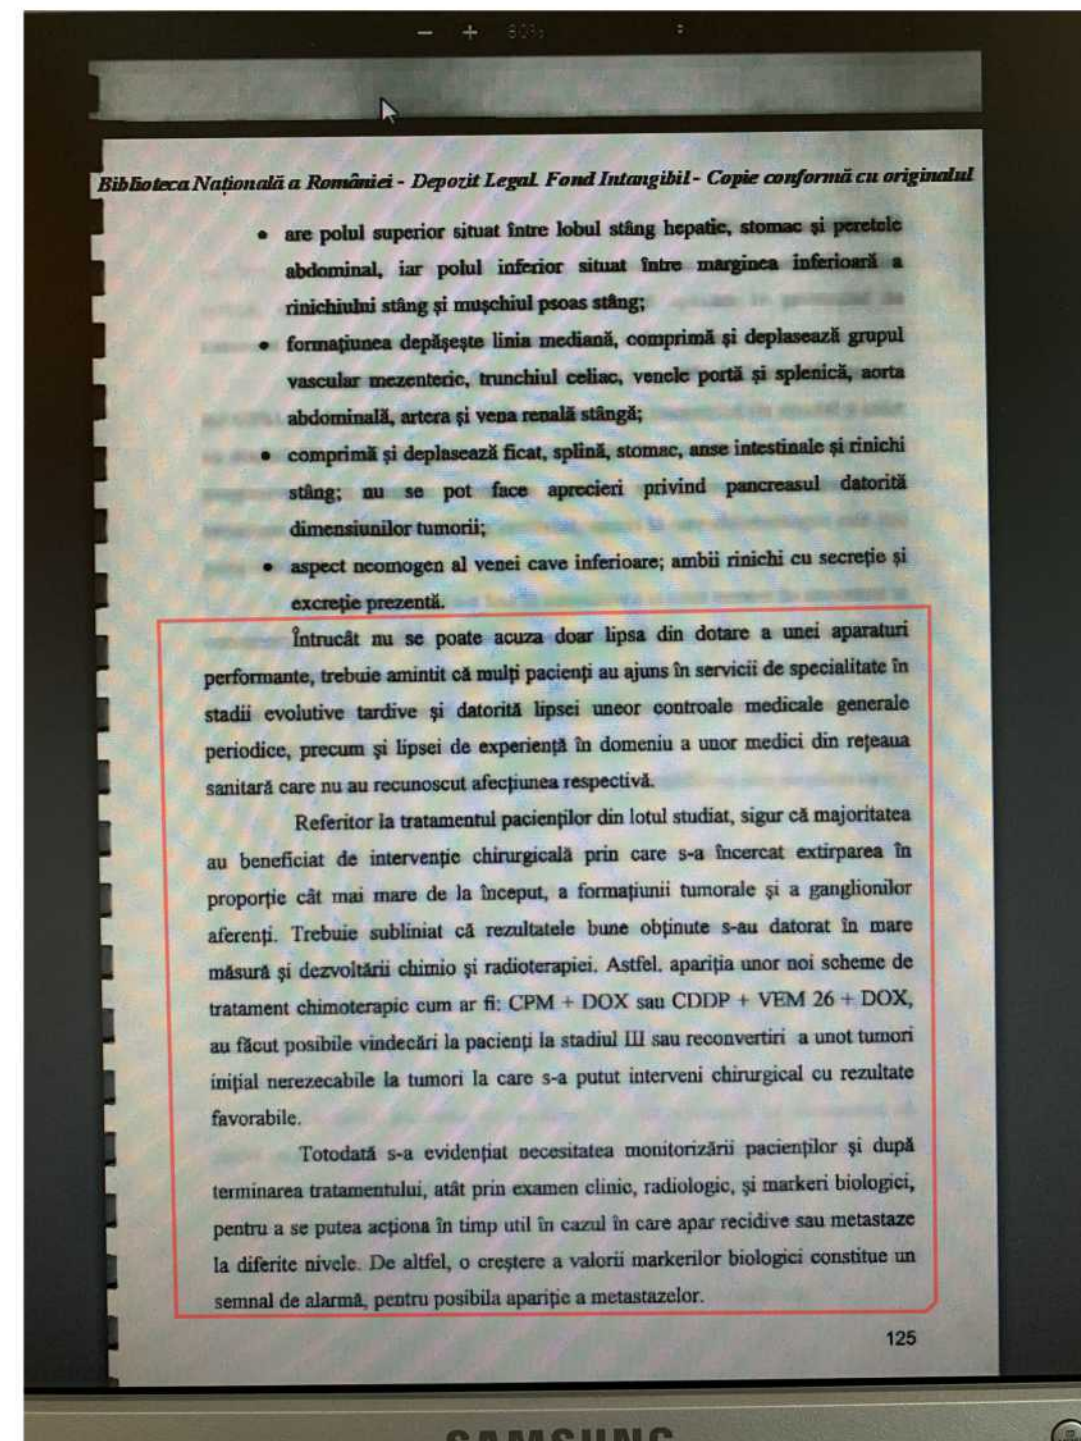 Biblioteca Națională a României - Depozit Legal Fond Intangibil - Copie conformă cu originalul
• are polul superior situat între lobul stâng hepatic, stomac și peretele
abdominal, iar polul inferior situat între marginea inferioară a
rinichiului stâng și mușchiul psoas stâng;
• formațiunea depășește linia mediană, comprimă și deplasează grupul
vascular mezenteric, trunchiul celiac, venele portă și splenică, aorta
abdominală, artera și vena renală stângă;
• comprimă și deplasează ficat, splină, stomac, anse intestinale și rinichi
stâng; nu se pot face aprecieri privind pancreasul datorită
dimensiunilor tumorii;
• aspect neomogen al venei cave inferioare; ambii rinichi cu secreție și
excreție prezentă.
Întrucât nu se poate acuza doar lipsa din dotare a unei aparaturi
performante, trebuie amintit că mulți pacienți au ajuns în servicii de specialitate în
stadii evolutive tardive și datorită lipsei uneor controale medicale generale
periodice, precum și lipsei de experiență în domeniu a unor medici din rețeaua
sanitară care nu au recunoscut afecțiunea respectivă.
Referitor la tratamentul pacienților din lotul studiat, sigur că majoritatea
au beneficiat de intervenție chirurgicală prin care s-a încercat extirparea în
proporție cât mai mare de la început, a formațiunii tumorale și a ganglionilor
aferenți. Trebuie subliniat că rezultatele bune obținute s-au datorat în mare
măsură și dezvoltării chimio și radioterapiei. Astfel. apariția unor noi scheme de
tratament chimoterapic cum ar fi: CPM + DOX sau CDDP + VEM 26 + DOX,
au făcut posibile vindecări la pacienți la stadiul III sau reconvertiri a unot tumori
inițial nerezecabile la tumori la care s-a putut interveni chirurgical cu rezultate
favorabile.
Totodată s-a evidențiat necesitatea monitorizării pacienților și după
terminarea tratamentului, atât prin examen clinic, radiologic, și markeri biologici,
pentru a se putea acționa în timp util în cazul în care apar recidive sau metastaze
la diferite nivele. De altfel, o creștere a valorii markerilor biologici constitue un
semnal de alarmă, pentru posibila apariție a metastazelor.
125
SAMSUNG